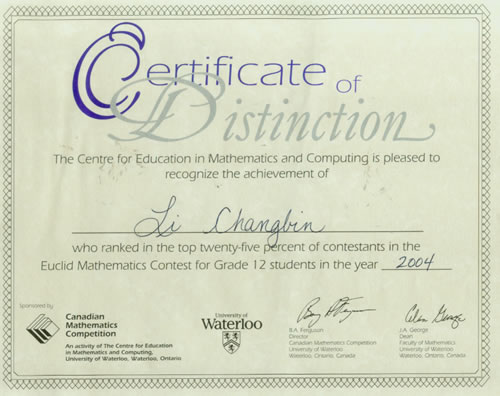 Certificate of
Distinction
The Centre for Education in Mathematics and Computing is pleased to
recognize the achievement of
Li Changbin
who ranked in the top twenty-five percent of contestants in the
Euclid Mathematics Contest for Grade 12 students in the year 2004
Sponsored by
Canadian
Mathematics
Competition
An activity of The Centre for Education
in Mathematics and Computing,
University of Waterloo, Waterloo, Ontario
University of
Waterloo
B.A. Ferguson
Director
Canadian Mathematics Competition
University of Waterloo
Waterloo, Ontario, Canada
J.A. George
Dean
Faculty of Mathematics
University of Waterloo
Waterloo, Ontario, Canada